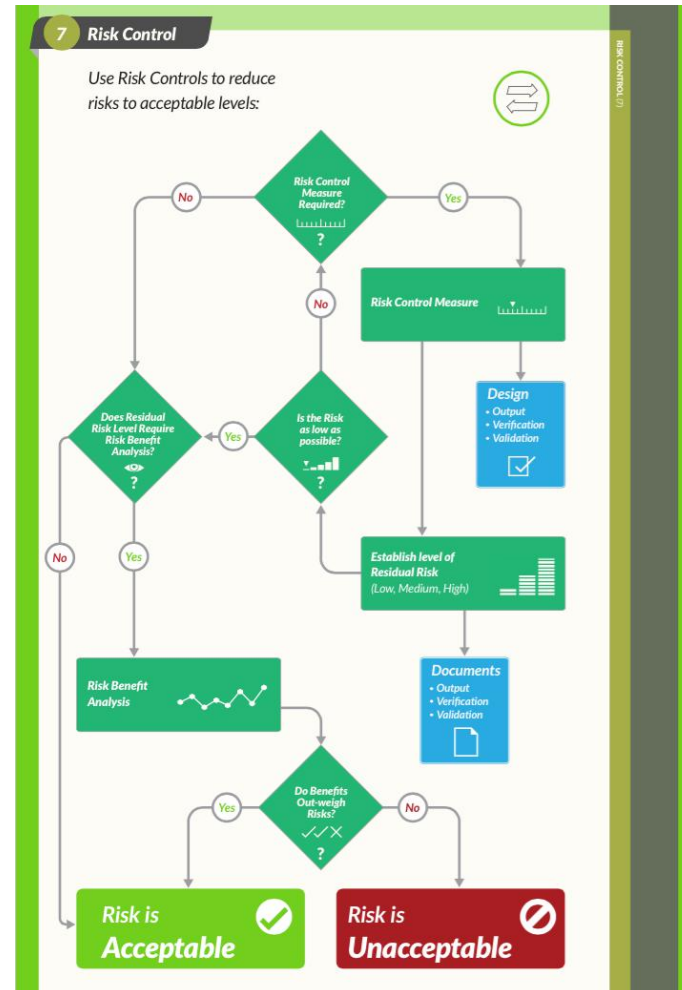 7 Risk Control
RISK CONTROL (7)
Use Risk Controls to reduce
risks to acceptable levels:
Risk Control
Measure
Required?
?
No
Yes
Risk Control Measure
No
Design
• Output
• Verification
• Validation
Does Residual
Risk Level Require
Risk Benefit
Analysis?
?
Yes
Is the Risk
as low as
possible?
?
No
Yes
Establish level of
Residual Risk
(Low, Medium, High)
Risk Benefit
Analysis
Documents
• Output
• Verification
• Validation
Do Benefits
Out-weigh
Risks?
?
Yes
No
Risk is
Acceptable
Risk is
Unacceptable